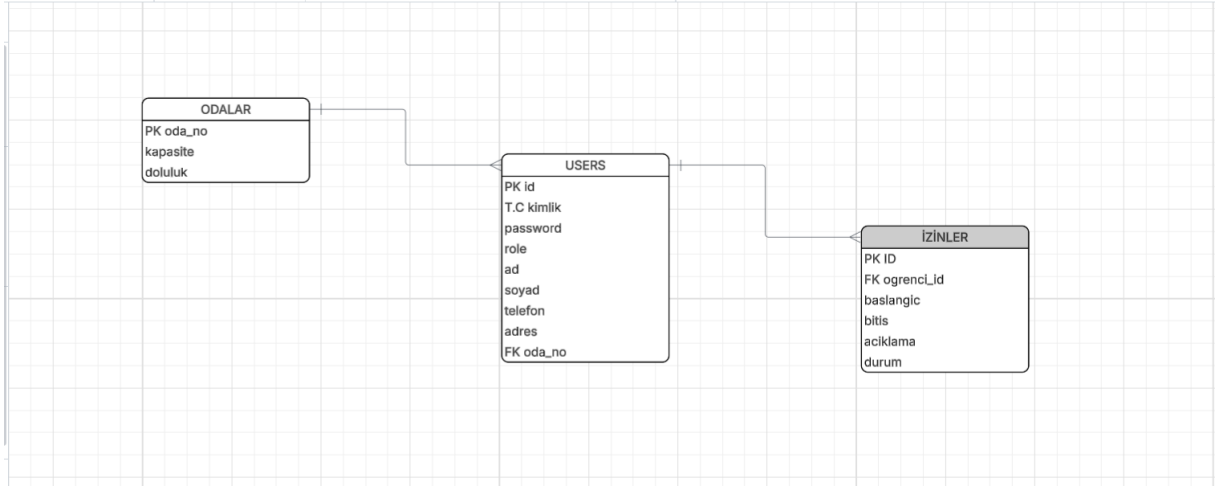 ODALAR
PK oda_no
kapasite
doluluk
USERS
PK id
T.C kimlik
password
role
ad
soyad
telefon
adres
FK oda_no
İZİNLER
PK ID
FK ogrenci_id
baslangic
bitis
aciklama
durum